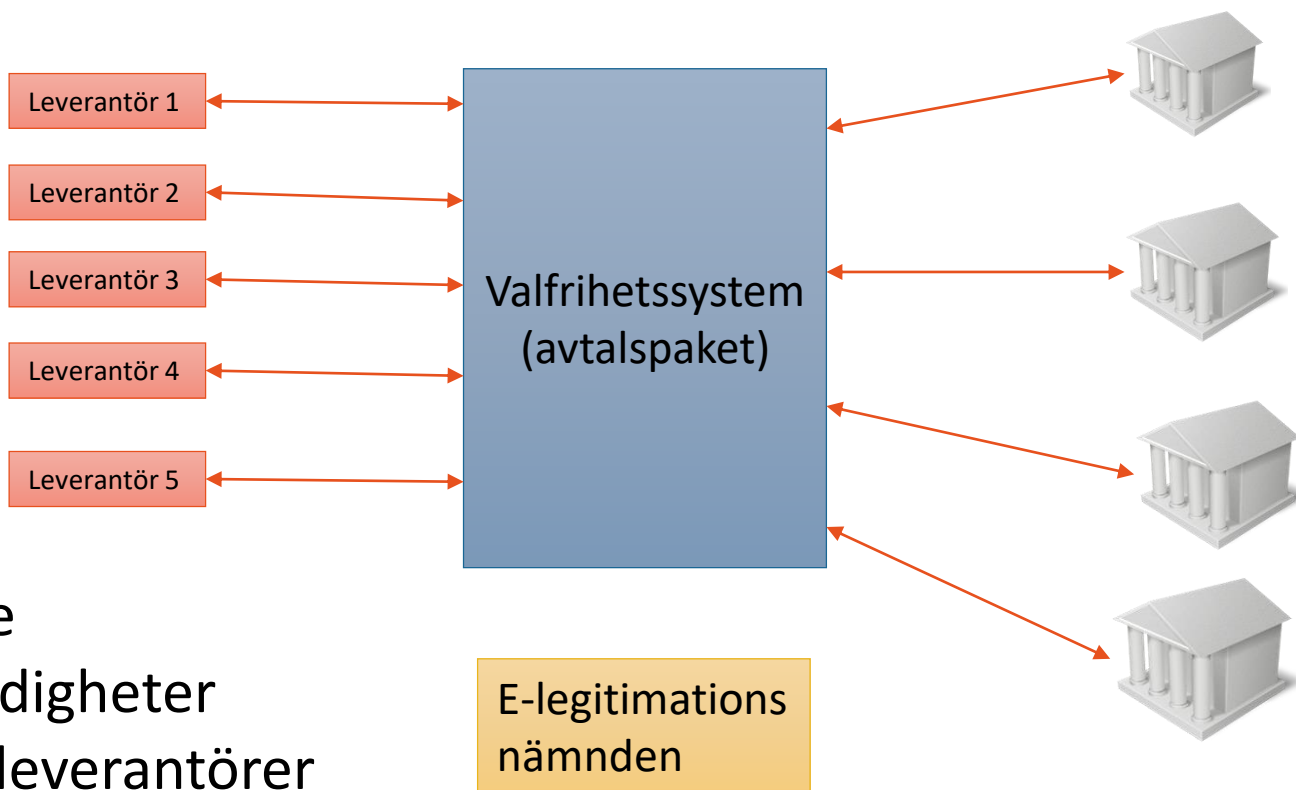 Leverantör 1
Leverantör 2
Leverantör 3
Leverantör 4
Leverantör 5
Valfrihetssystem
(avtalspaket)
e
digheter
leverantörer
E-legitimations
nämnden